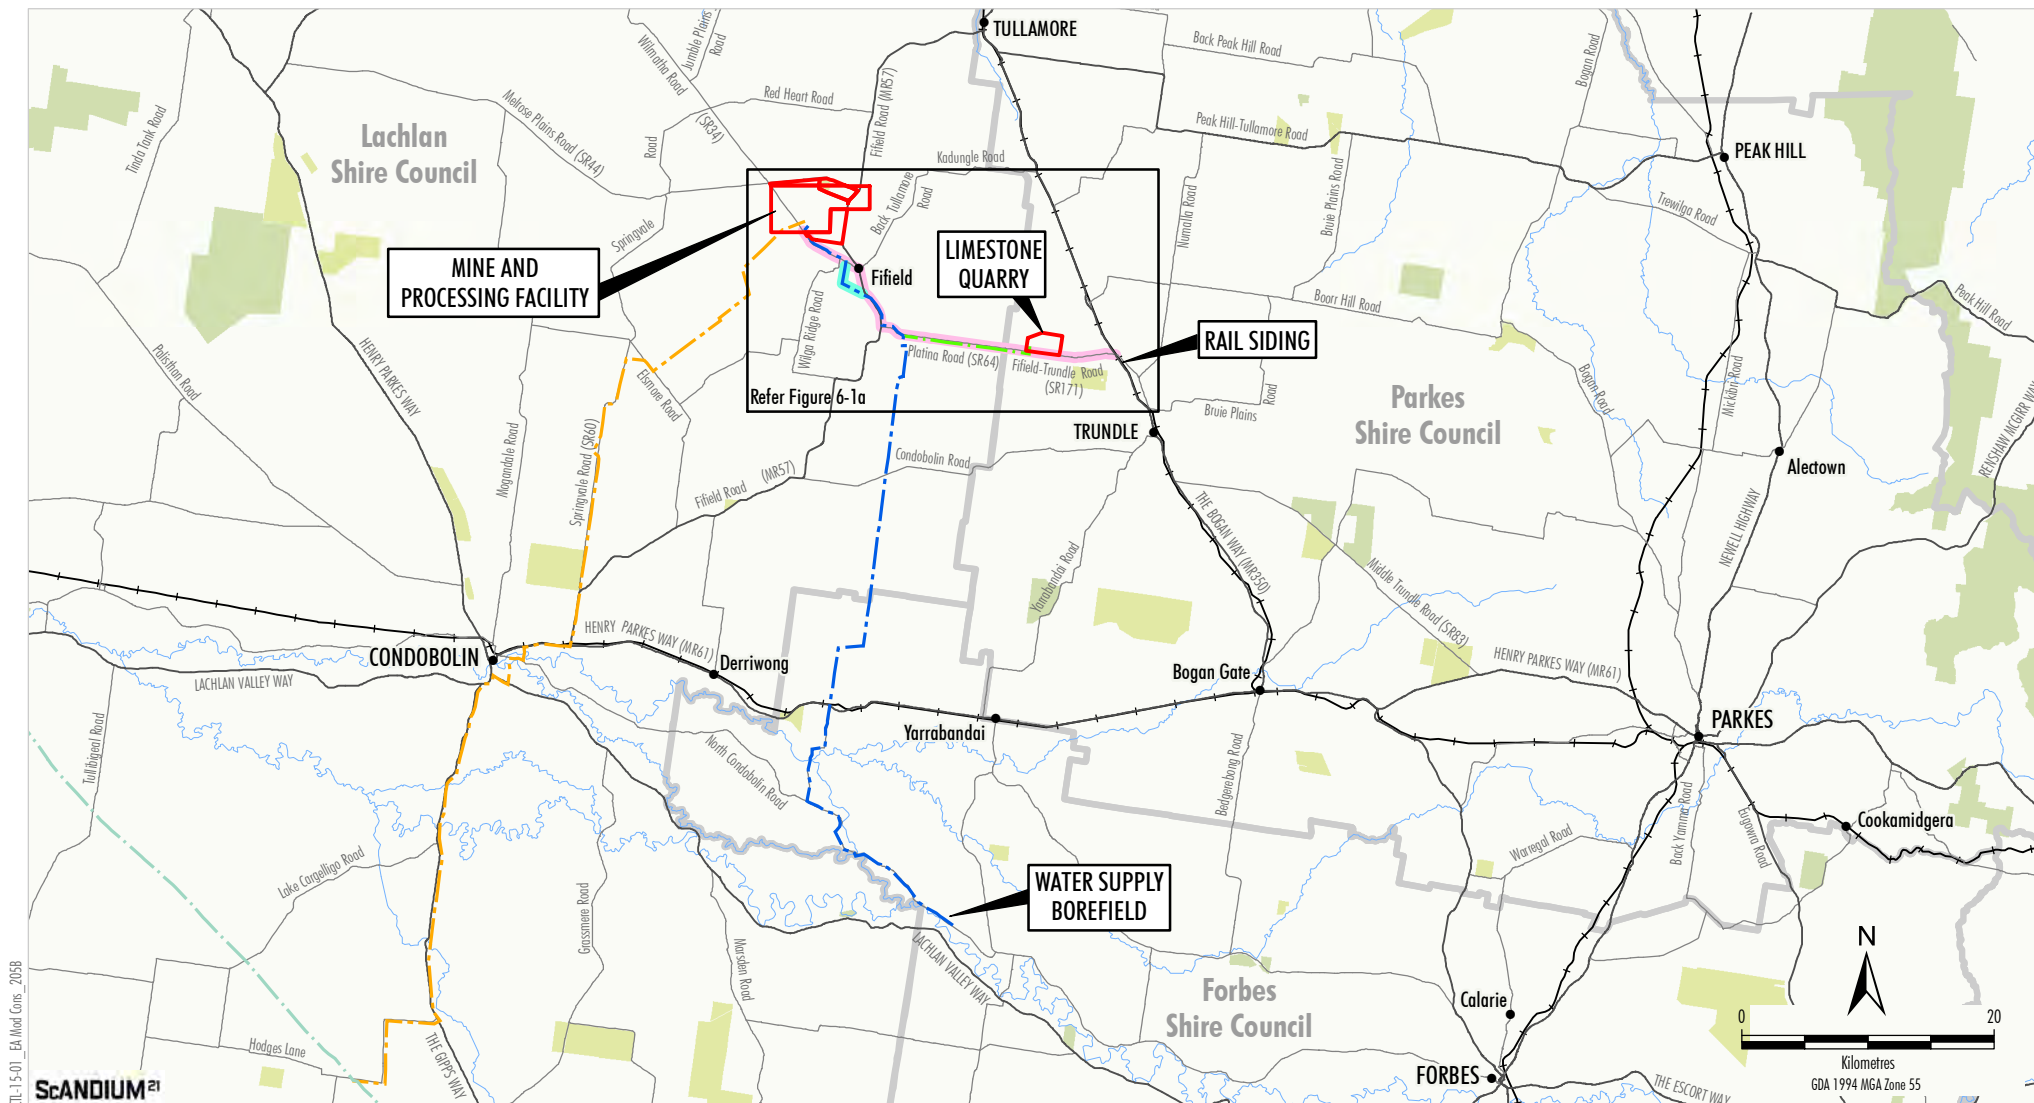 TULLAMORE
Back Peak Hill Road
Bogan Road
Jumble Plains
Road
Wilmatha Road
(SR34)
Red Heart Road
Fifield Road (MR57)
Melrose Plains Road (SR44)
Tinda Tank Road
Lachlan
Shire Council
Road
Springvale
Peak Hill-Tullamore Road
Kadungle Road
Back Tullamore
Road
Numalla Road
Bruie Plains Road
PEAK HILL
Trewilga Road
Peak Hill Road
MINE AND
PROCESSING FACILITY
LIMESTONE
QUARRY
Fifield
Wilga Ridge Road
Boorr Hill Road
RAIL SIDING
Platina Road (SR64)
Fifield-Trundle Road
(SR171)
Refer Figure 6-1a
HENRY PARKES WAY
Palisthan Road
Elsmore Road
Mogandale Road
Springvale Road (SR60)
Fifield Road
(MR57)
Condobolin Road
TRUNDLE
Bruie Plains
Road
Parkes
Shire Council
Bogan Road
Mickibri Road
RENSHAW MCGIRR WAY
Alectown
NEWELL HIGHWAY
THE BOGAN WAY (MR350)
Yarrabandai Road
Middle Trundle Road (SR83)
HENRY PARKES WAY (MR61)
CONDOBOLIN
Derriwong
LACHLAN VALLEY WAY
Bogan Gate
HENRY PARKES WAY (MR61)
PARKES
Yarrabandai
Tullibigeal Road
North Condobolin Road
Bedgerebong Road
Back Yamma Road
Eugowra Road
Cookamidgera
Warregal Road
Lake Cargelligo Road
Grassmere Road
Marsden Road
WATER SUPPLY
BOREFIELD
LACHLAN VALLEY WAY
Forbes
Shire Council
Calarie
FORBES
THE ESCORT WAY
Hodges Lane
THE GIPPS WAY
N
0
20
Kilometres
GDA 1994 MGA Zone 55
SCANDIUM21